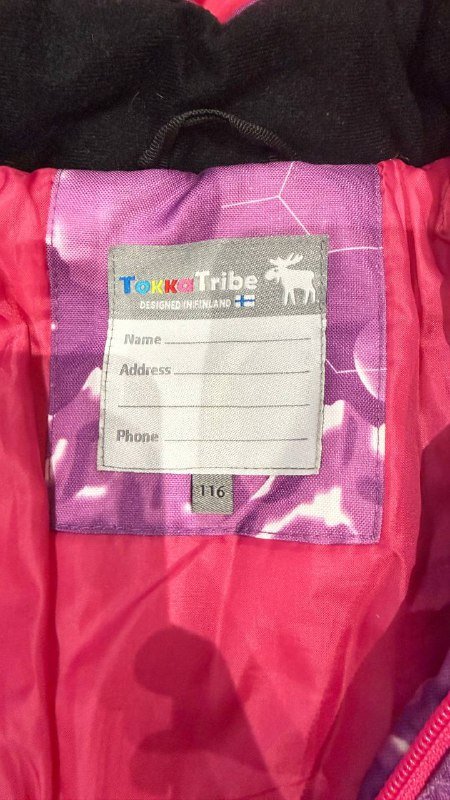 TokkaTribe
DESIGNED IN FINLAND
Name
Address
Phone
116